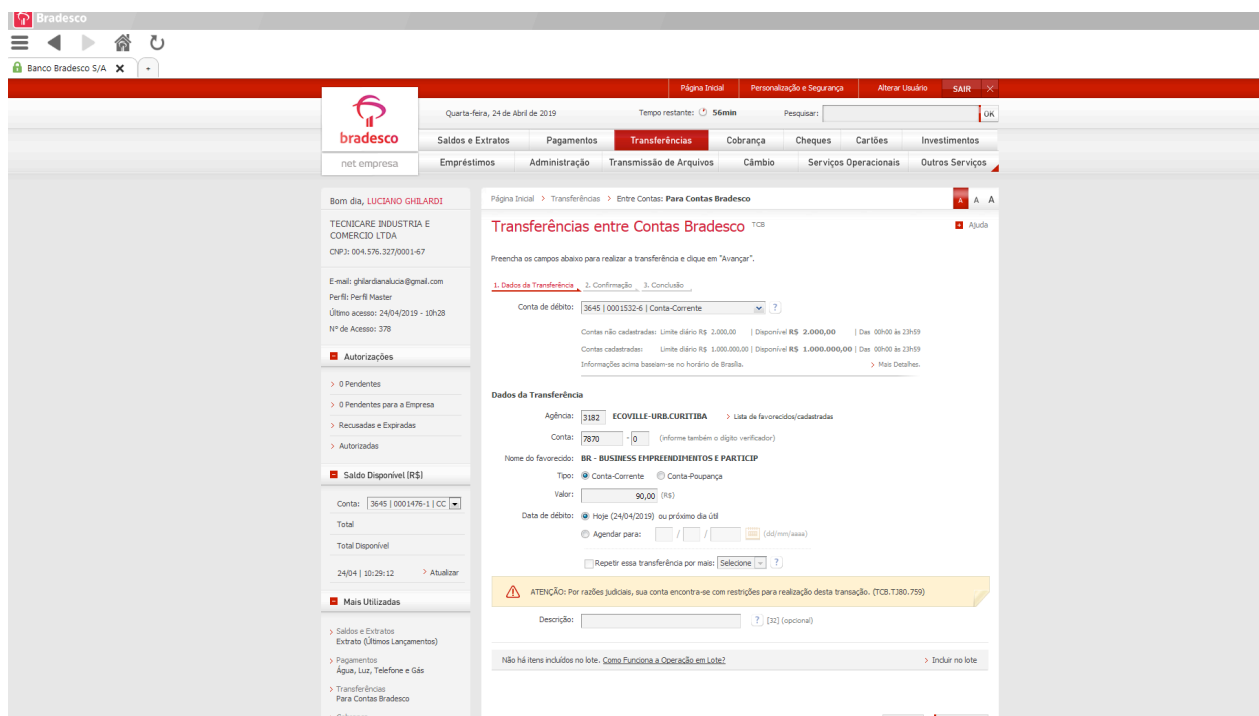 Bradesco
Banco Bradesco S/A
Página Inicial Personalização e Segurança Alterar Usuário SAIR
bradesco
net empresa
Quarta-feira, 24 de Abril de 2019 Tempo restante: 56min Pesquisar: OK
Saldos e Extratos Pagamentos Transferências Cobrança Cheques Cartões Investimentos
Empréstimos Administração Transmissão de Arquivos Câmbio Serviços Operacionais Outros Serviços
Bom dia, LUCIANO GHILARDI
TECNICARE INDUSTRIA E
COMERCIO LTDA
CNPJ: 004.576.327/0001-67
E-mail: ghilardianalucia@gmail.com
Perfil: Perfil Master
Último acesso: 24/04/2019 - 10h28
Nº de Acesso: 378
Autorizações
0 Pendentes
0 Pendentes para a Empresa
Recusadas e Expiradas
Autorizadas
Saldo Disponível (R$)
Conta: 3645 | 0001476-1 | CC
Total
Total Disponível
24/04 | 10:29:12 Atualizar
Mais Utilizadas
Saldos e Extratos
Extrato (Últimos Lançamentos)
Pagamentos
Água, Luz, Telefone e Gás
Transferências
Para Contas Bradesco
Página Inicial > Transferências > Entre Contas: Para Contas Bradesco A A A
Transferências entre Contas Bradesco TCB Ajuda
Preencha os campos abaixo para realizar a transferência e clique em "Avançar".
1. Dados da Transferência 2. Confirmação 3. Conclusão
Conta de débito: 3645 | 0001532-6 | Conta-Corrente ?
Contas não cadastradas: Limite diário R$ 2.000,00 | Disponível R$ 2.000,00 | Das 00h00 às 23h59
Contas cadastradas: Limite diário R$ 1.000.000,00 | Disponível R$ 1.000.000,00 | Das 00h00 às 23h59
Informações acima baseiam-se no horário de Brasília. > Mais Detalhes.
Dados da Transferência
Agência: 3182 ECOVILLE-URB.CURITIBA > Lista de favorecidos/cadastradas
Conta: 7870 - 0 (informe também o dígito verificador)
Nome do favorecido: BR - BUSINESS EMPREENDIMENTOS E PARTICIP
Tipo: Conta-Corrente Conta-Poupança
Valor: 90,00 (R$)
Data de débito: Hoje (24/04/2019) ou próximo dia útil
Agendar para: / / (dd/mm/aaaa)
Repetir essa transferência por mais: Selecione ?
ATENÇÃO: Por razões judiciais, sua conta encontra-se com restrições para realização desta transação. (TCB.TJ80.759)
Descrição: ? [32] (opcional)
Não há itens incluídos no lote. Como Funciona a Operação em Lote? > Incluir no lote